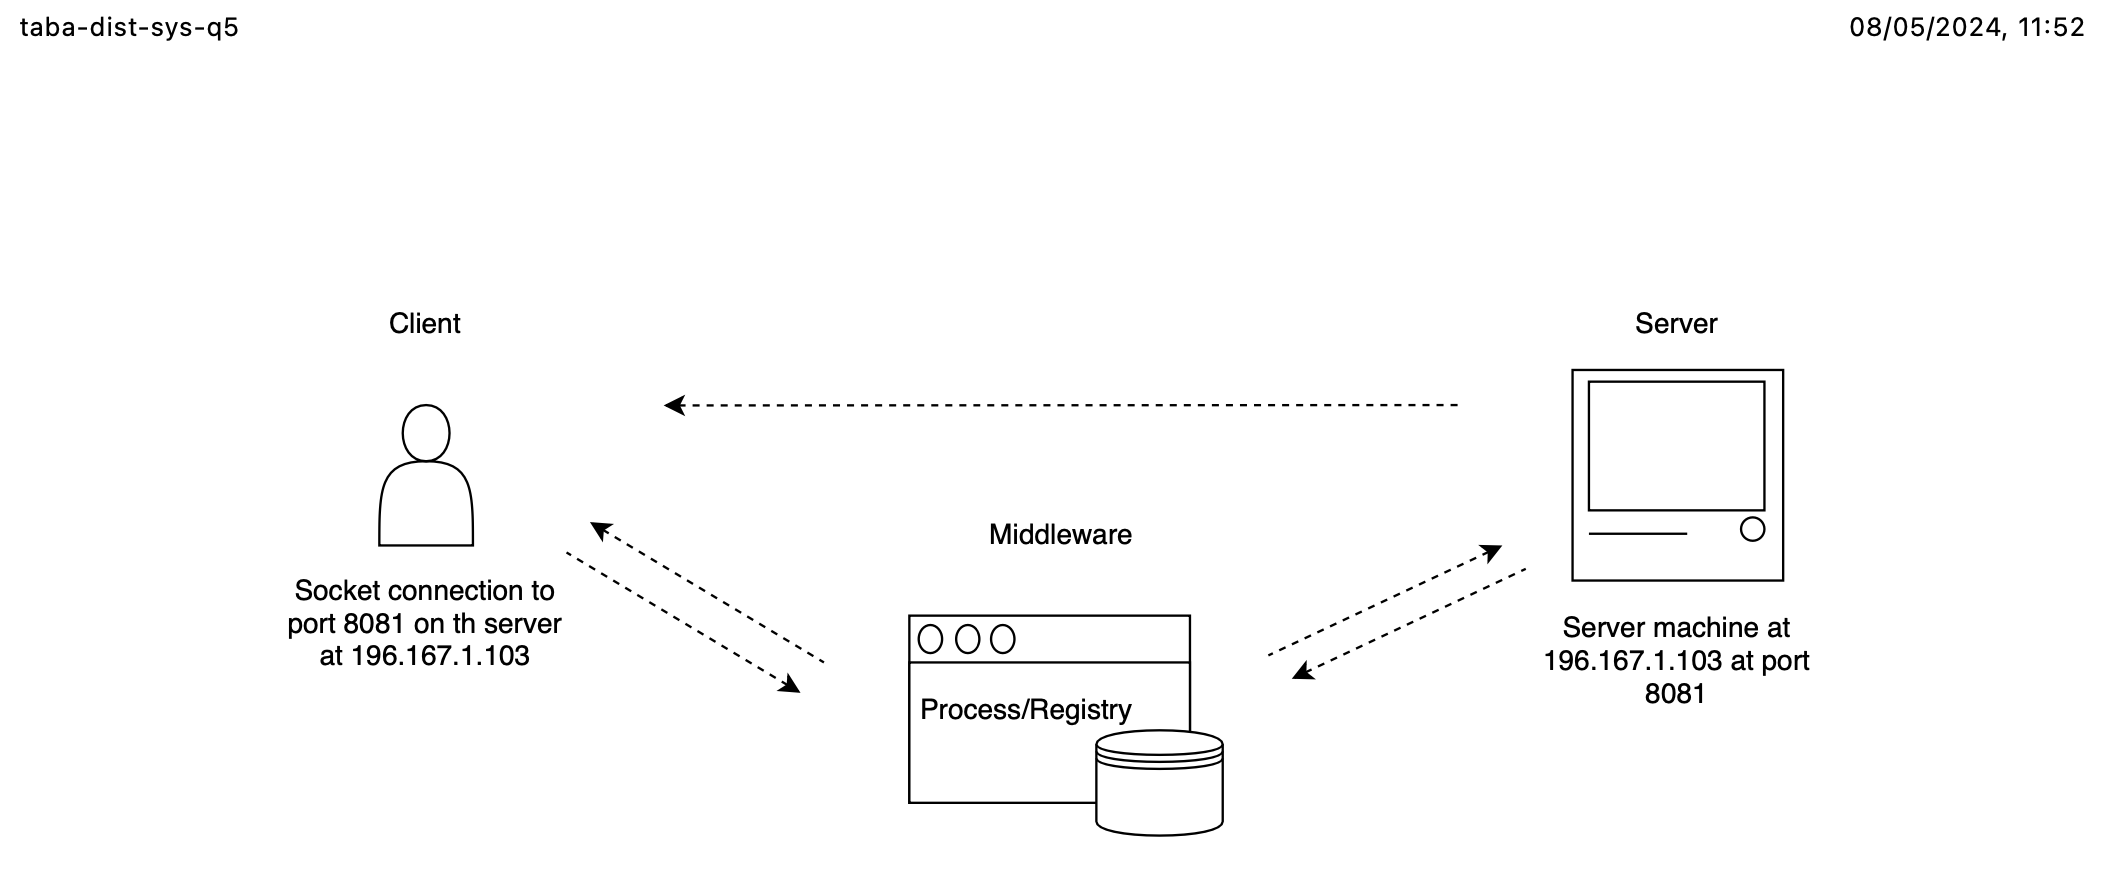 taba-dist-sys-q5
08/05/2024, 11:52
Client
Server
Middleware
Socket connection to
port 8081 on th server
at 196.167.1.103
Process/Registry
Server machine at
196.167.1.103 at port
8081